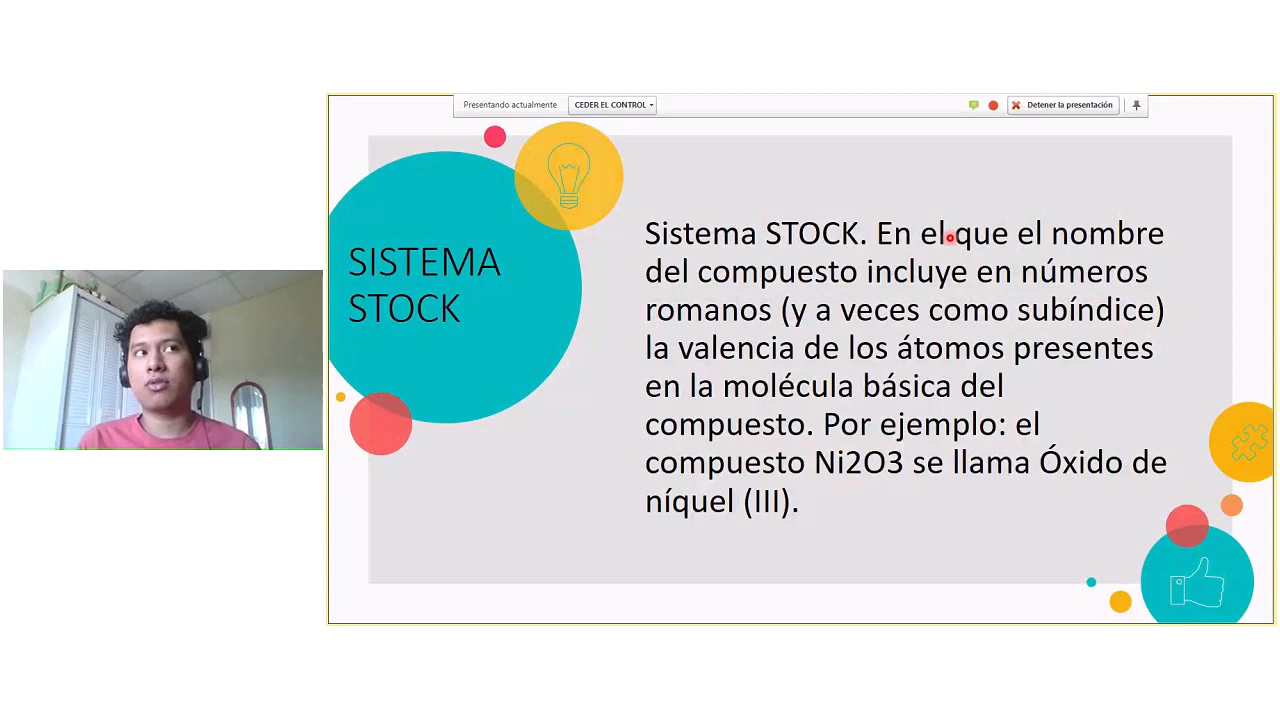 Presentando actualmente
CEDER EL CONTROL
Detener la presentación
SISTEMA
STOCK
Sistema STOCK. En el que el nombre
del compuesto incluye en números
romanos (y a veces como subíndice)
la valencia de los átomos presentes
en la molécula básica del
compuesto. Por ejemplo: el
compuesto Ni2O3 se llama Óxido de
níquel (III).